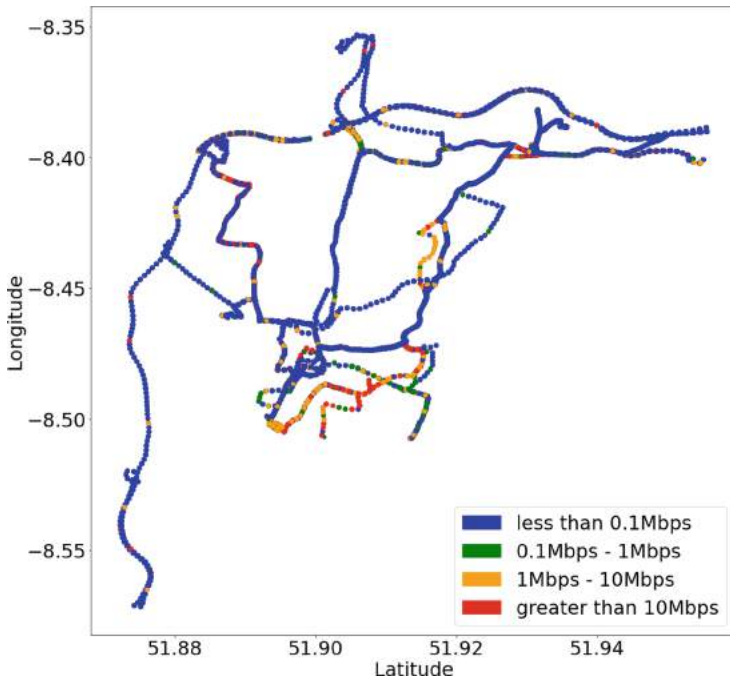 −8.35
−8.40
−8.45
−8.50
−8.55
Longitude
51.88 51.90 51.92 51.94
Latitude
less than 0.1Mbps
0.1Mbps - 1Mbps
1Mbps - 10Mbps
greater than 10Mbps